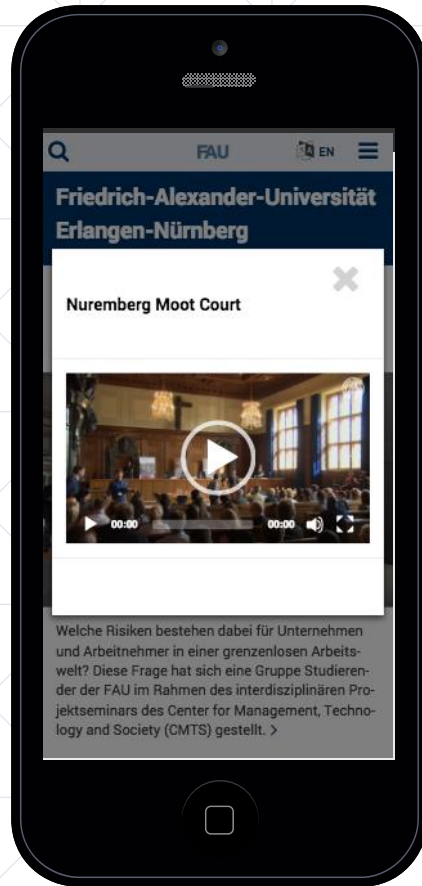 FAU
EN
Friedrich-Alexander-Universität
Erlangen-Nürnberg
Nuremberg Moot Court
00:00 00:00
Welche Risiken bestehen dabei für Unternehmen
und Arbeitnehmer in einer grenzenlosen Arbeits-
welt? Diese Frage hat sich eine Gruppe Studieren-
der der FAU im Rahmen des interdisziplinären Pro-
jektseminars des Center for Management, Techno-
logy and Society (CMTS) gestellt. >